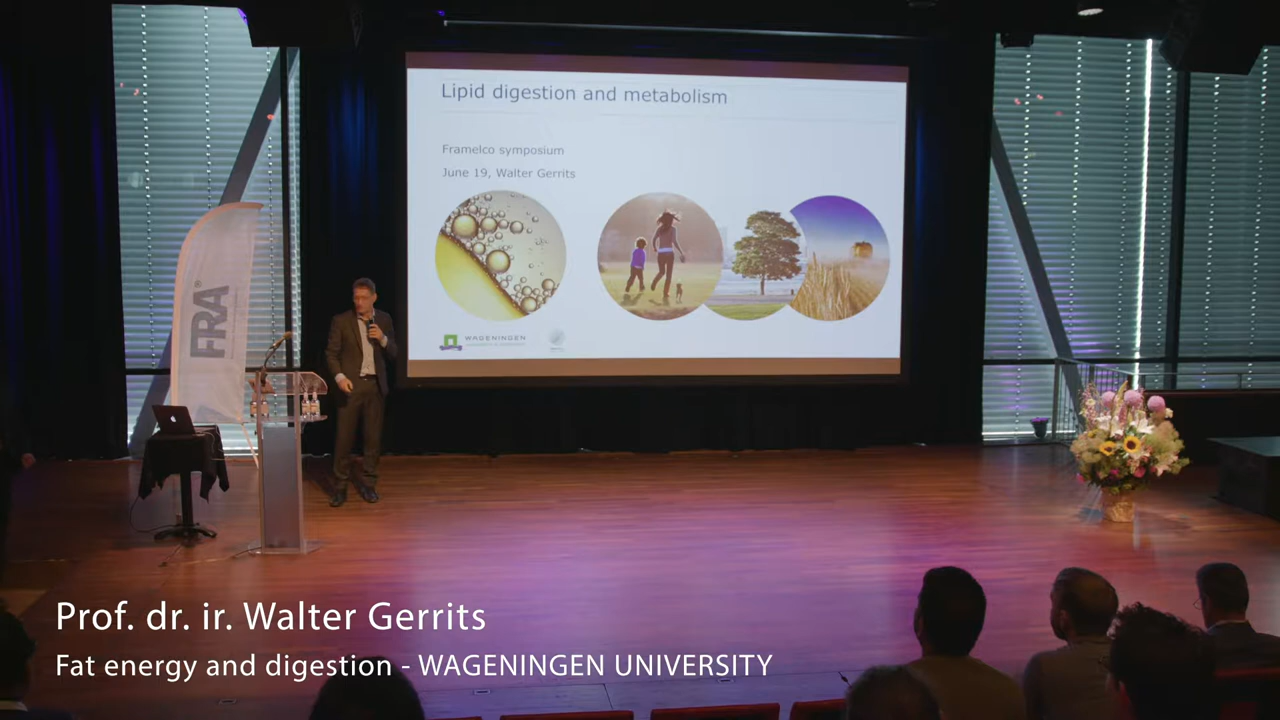 Lipid digestion and metabolism
Framelco symposium
June 19, Walter Gerrits
WAGENINGEN
FRA®
Prof. dr. ir. Walter Gerrits
Fat energy and digestion - WAGENINGEN UNIVERSITY